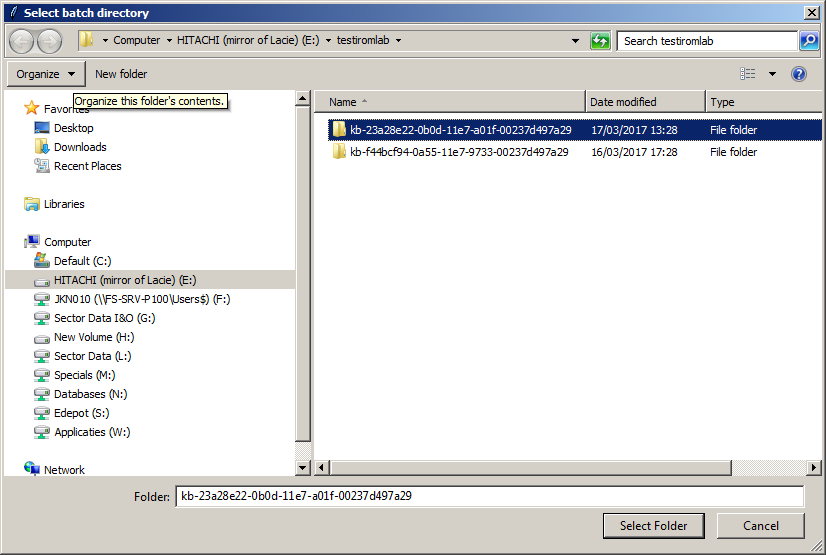 Select batch directory
Computer HITACHI (mirror of Lacie) (E:) testiromlab
Search testiromlab
Organize New folder
Organize this folder's contents.
Favorites
Desktop
Downloads
Recent Places
Libraries
Computer
Default (C:)
HITACHI (mirror of Lacie) (E:)
JKN010 (\\FS-SRV-P100\Users$) (F:)
Sector Data I&O (G:)
New Volume (H:)
Sector Data (L:)
Specials (M:)
Databases (N:)
Edepot (S:)
Applicaties (W:)
Network
Name Date modified Type
kb-23a28e22-0b0d-11e7-a01f-00237d497a29 17/03/2017 13:28 File folder
kb-f44bcf94-0a55-11e7-9733-00237d497a29 16/03/2017 17:28 File folder
Folder: kb-23a28e22-0b0d-11e7-a01f-00237d497a29
Select Folder Cancel